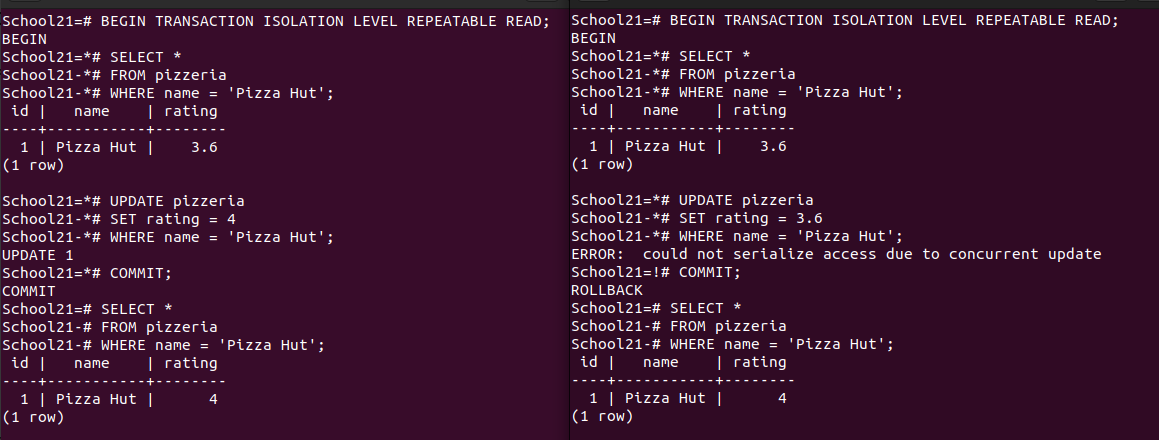 School21=# BEGIN TRANSACTION ISOLATION LEVEL REPEATABLE READ;
BEGIN
School21=*# SELECT *
School21-*# FROM pizzeria
School21-*# WHERE name = 'Pizza Hut';
 id |   name    | rating
----+-----------+--------
  1 | Pizza Hut |    3.6
(1 row)

School21=*# UPDATE pizzeria
School21-*# SET rating = 4
School21-*# WHERE name = 'Pizza Hut';
UPDATE 1
School21=*# COMMIT;
COMMIT
School21=# SELECT *
School21-# FROM pizzeria
School21-# WHERE name = 'Pizza Hut';
 id |   name    | rating
----+-----------+--------
  1 | Pizza Hut |      4
(1 row)

School21=# BEGIN TRANSACTION ISOLATION LEVEL REPEATABLE READ;
BEGIN
School21=*# SELECT *
School21-*# FROM pizzeria
School21-*# WHERE name = 'Pizza Hut';
 id |   name    | rating
----+-----------+--------
  1 | Pizza Hut |    3.6
(1 row)

School21=*# UPDATE pizzeria
School21-*# SET rating = 3.6
School21-*# WHERE name = 'Pizza Hut';
ERROR:  could not serialize access due to concurrent update
School21=!# COMMIT;
ROLLBACK
School21=# SELECT *
School21-# FROM pizzeria
School21-# WHERE name = 'Pizza Hut';
 id |   name    | rating
----+-----------+--------
  1 | Pizza Hut |      4
(1 row)